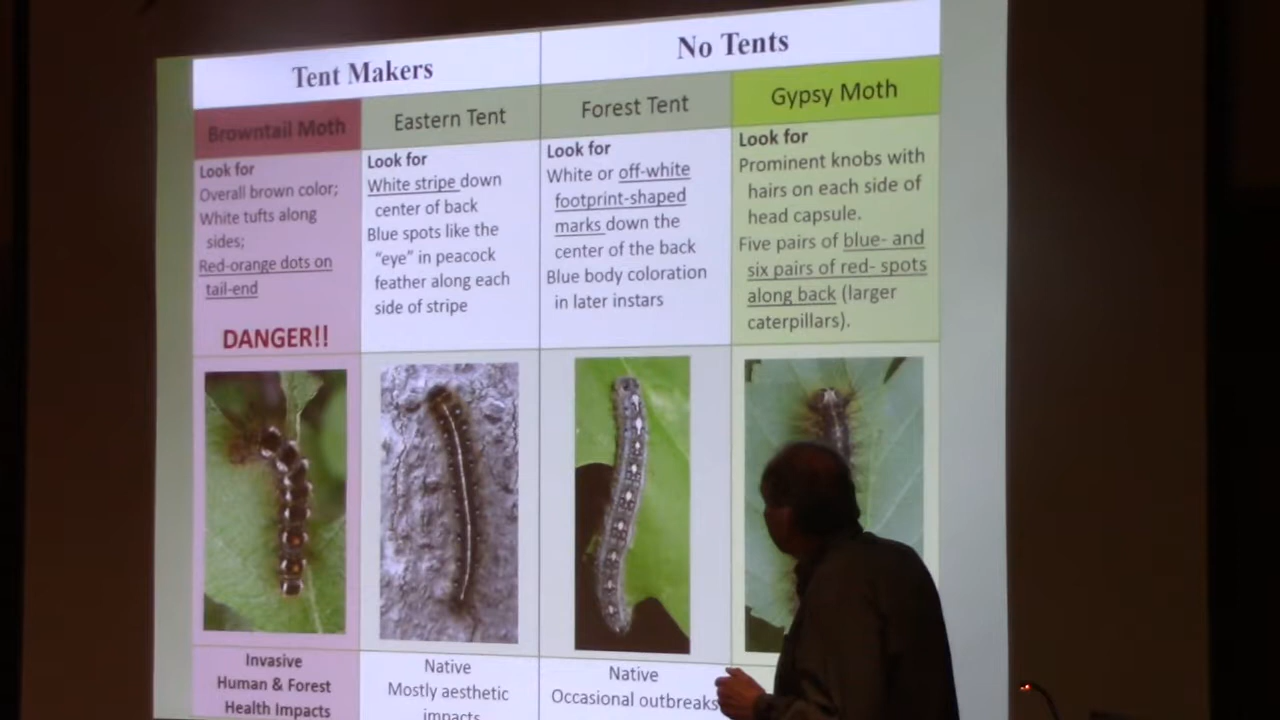 Tent Makers
No Tents
Browntail Moth
Eastern Tent
Forest Tent
Gypsy Moth
Look for
Overall brown color;
White tufts along
sides;
Red-orange dots on
tail-end
DANGER!!
Look for
White stripe down
center of back
Blue spots like the
"eye" in peacock
feather along each
side of stripe
Look for
White or off-white
footprint-shaped
marks down the
center of the back
Blue body coloration
in later instars
Look for
Prominent knobs with
hairs on each side of
head capsule.
Five pairs of blue- and
six pairs of red- spots
along back (larger
caterpillars).
Invasive
Human & Forest
Health Impacts
Native
Mostly aesthetic
impacts
Native
Occasional outbreaks